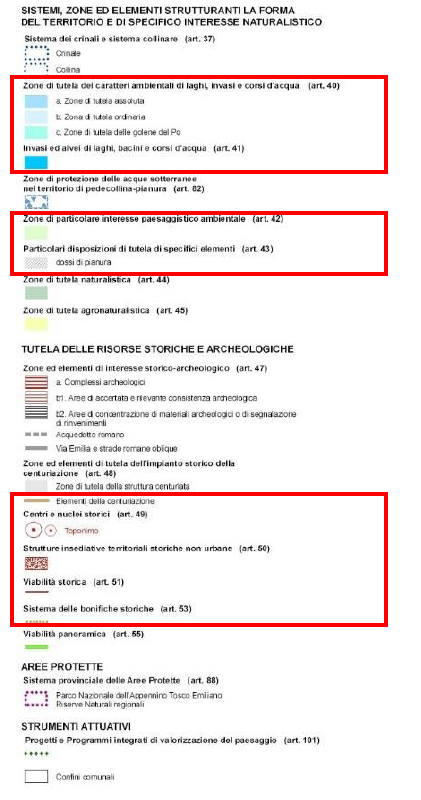 SISTEMI, ZONE ED ELEMENTI STRUTTURANTI LA FORMA
DEL TERRITORIO E DI SPECIFICO INTERESSE NATURALISTICO
Sistema dei crinali e sistema collinare (art. 37)
Crinale
Collina
Zone di tutela dei caratteri ambientali di laghi, invasi e corsi d'acqua (art. 40)
a. Zone di tutela assoluta
b. Zone di tutela ordinaria
c. Zone di tutela delle golene del Po
Invasi ed alvei di laghi, bacini e corsi d'acqua (art. 41)
Zone di protezione delle acque sotterranee
nel territorio di pedecollina-pianura (art. 82)
Zone di particolare interesse paesaggistico ambientale (art. 42)
Particolari disposizioni di tutela di specifici elementi (art. 43)
dossi di pianura
Zone di tutela naturalistica (art. 44)
Zone di tutela agronaturalistica (art. 45)
TUTELA DELLE RISORSE STORICHE E ARCHEOLOGICHE
Zone ed elementi di interesse storico-archeologico (art. 47)
a. Complessi archeologici
b1. Aree di accertata e rilevante consistenza archeologica
b2. Aree di concentrazione di materiali archeologici o di segnalazione
di rinvenimenti
Acquedotto romano
Via Emilia e strade romane oblique
Zone ed elementi di tutela dell'impianto storico della
centuriazione (art. 48)
Zone di tutela della struttura centuriata
Elementi della centuriazione
Centri e nuclei storici (art. 49)
Toponimo
Strutture insediative territoriali storiche non urbane (art. 50)
Viabilità storica (art. 51)
Sistema delle bonifiche storiche (art. 53)
Viabilità panoramica (art. 55)
AREE PROTETTE
Sistema provinciale delle Aree Protette (art. 88)
Parco Nazionale dell'Appennino Tosco Emiliano
Riserve Naturali regionali
STRUMENTI ATTUATIVI
Progetti e Programmi integrati di valorizzazione del paesaggio (art. 101)
Confini comunali